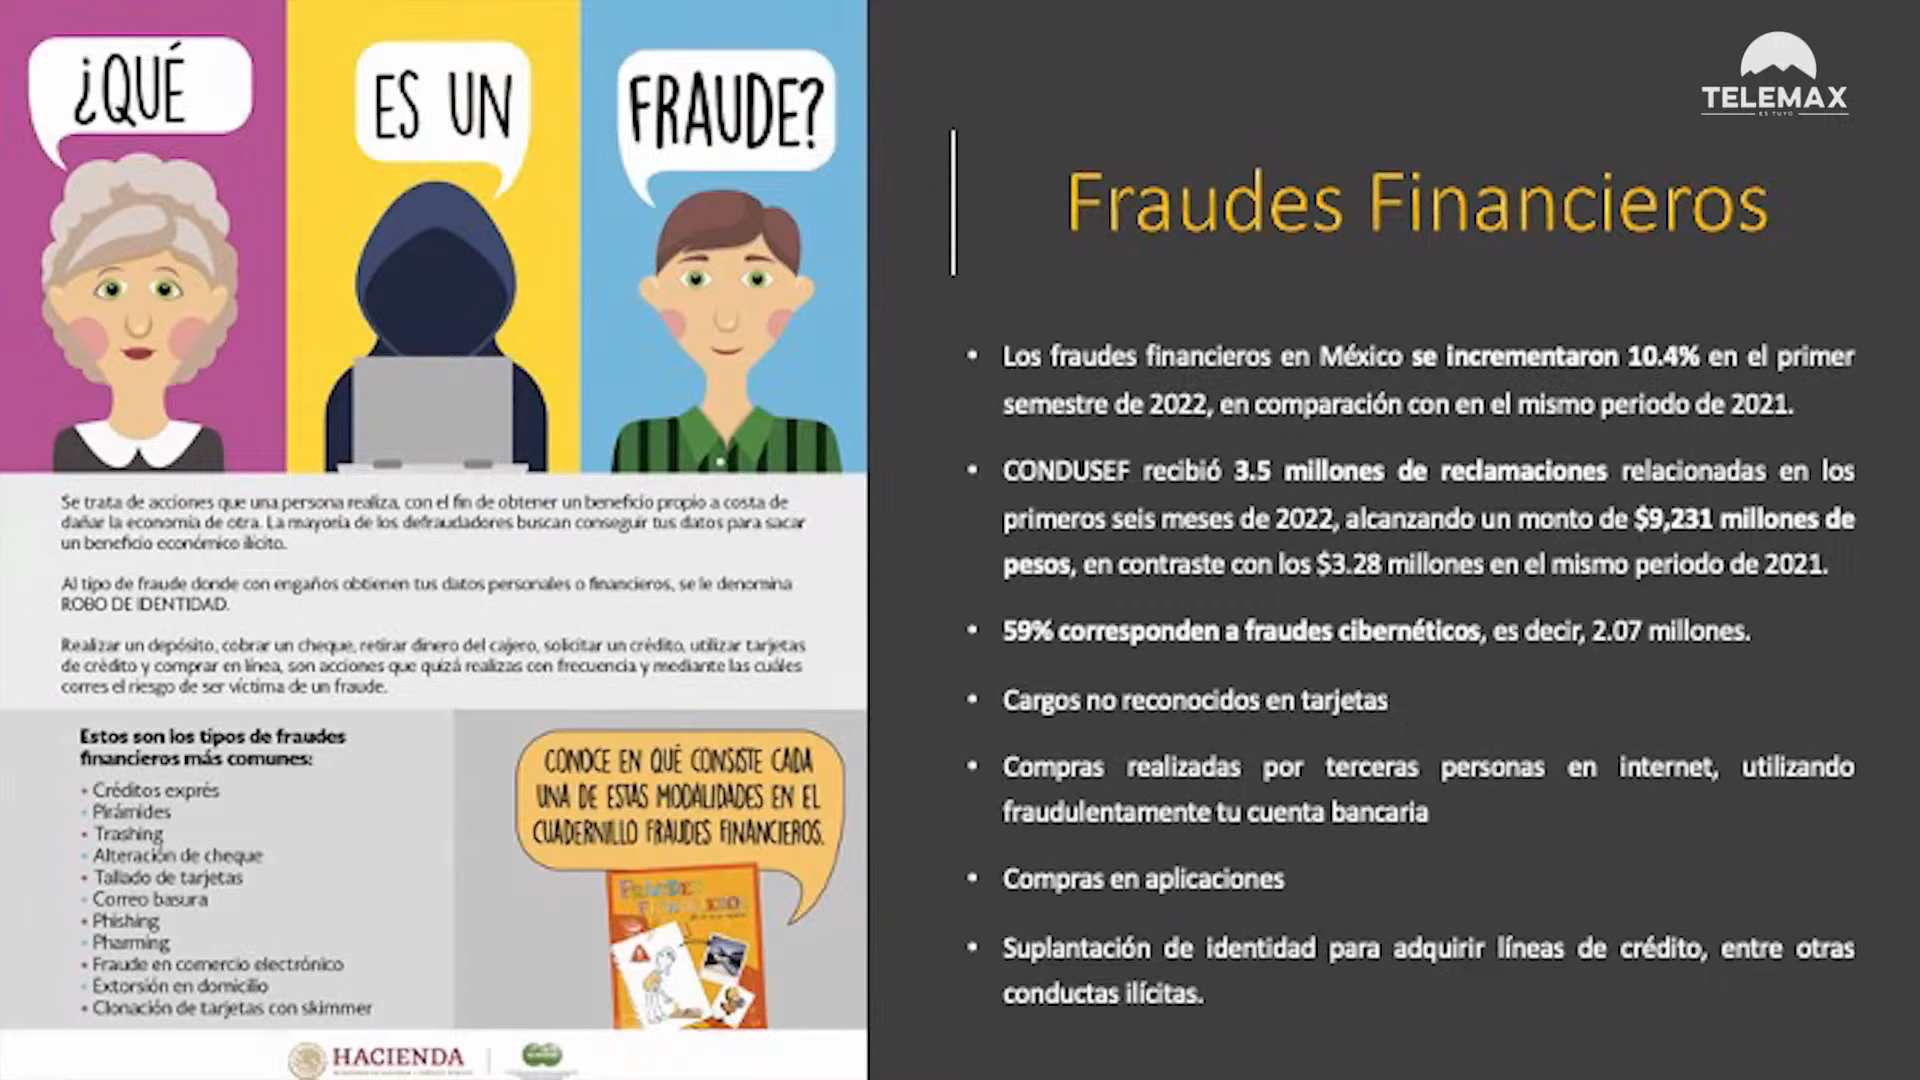 ¿QUÉ
ES UN
FRAUDE?
Se trata de acciones que una persona realiza, con el fin de obtener un beneficio propio a costa de
dañar la economía de otra. La mayoría de los defraudadores buscan conseguir tus datos para sacar
un beneficio económico ilícito.
Al tipo de fraude donde con engaños obtienen tus datos personales o financieros, se le denomina
ROBO DE IDENTIDAD.
Realizar un depósito, cobrar un cheque, retirar dinero del cajero, solicitar un crédito, utilizar tarjetas
de crédito y comprar en línea, son acciones que quizá realizas con frecuencia y mediante las cuáles
corres el riesgo de ser víctima de un fraude.
Estos son los tipos de fraudes
financieros más comunes:
• Créditos exprés
• Pirámides
• Trashing
• Alteración de cheque
• Tallado de tarjetas
• Correo basura
• Phishing
• Pharming
• Fraude en comercio electrónico
• Extorsión en domicilio
• Clonación de tarjetas con skimmer
CONOCE EN QUÉ CONSISTE CADA
UNA DE ESTAS MODALIDADES EN EL
CUADERNILLO FRAUDES FINANCIEROS.
FRAUDES
FINANCIEROS
HACIENDA
TELEMAX
ES TUYO
Fraudes Financieros
• Los fraudes financieros en México se incrementaron 10.4% en el primer
semestre de 2022, en comparación con en el mismo periodo de 2021.
• CONDUSEF recibió 3.5 millones de reclamaciones relacionadas en los
primeros seis meses de 2022, alcanzando un monto de $9,231 millones de
pesos, en contraste con los $3.28 millones en el mismo periodo de 2021.
• 59% corresponden a fraudes cibernéticos, es decir, 2.07 millones.
• Cargos no reconocidos en tarjetas
• Compras realizadas por terceras personas en internet, utilizando
fraudulentamente tu cuenta bancaria
• Compras en aplicaciones
• Suplantación de identidad para adquirir líneas de crédito, entre otras
conductas ilícitas.